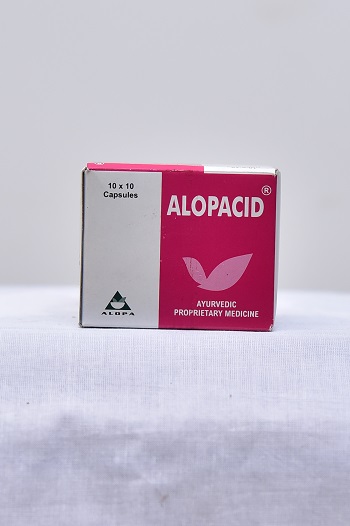 10 x 10
Capsules
ALOPACID®
AYURVEDIC
PROPRIETARY MEDICINE
ALOPA